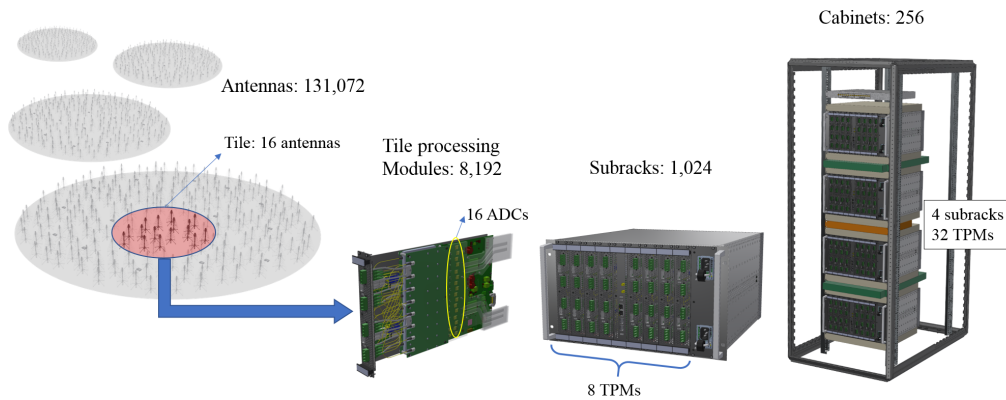 Cabinets: 256
Antennas: 131,072
Tile: 16 antennas
Tile processing
Modules: 8,192
Subracks: 1,024
16 ADCs
4 subracks
32 TPMs
8 TPMs